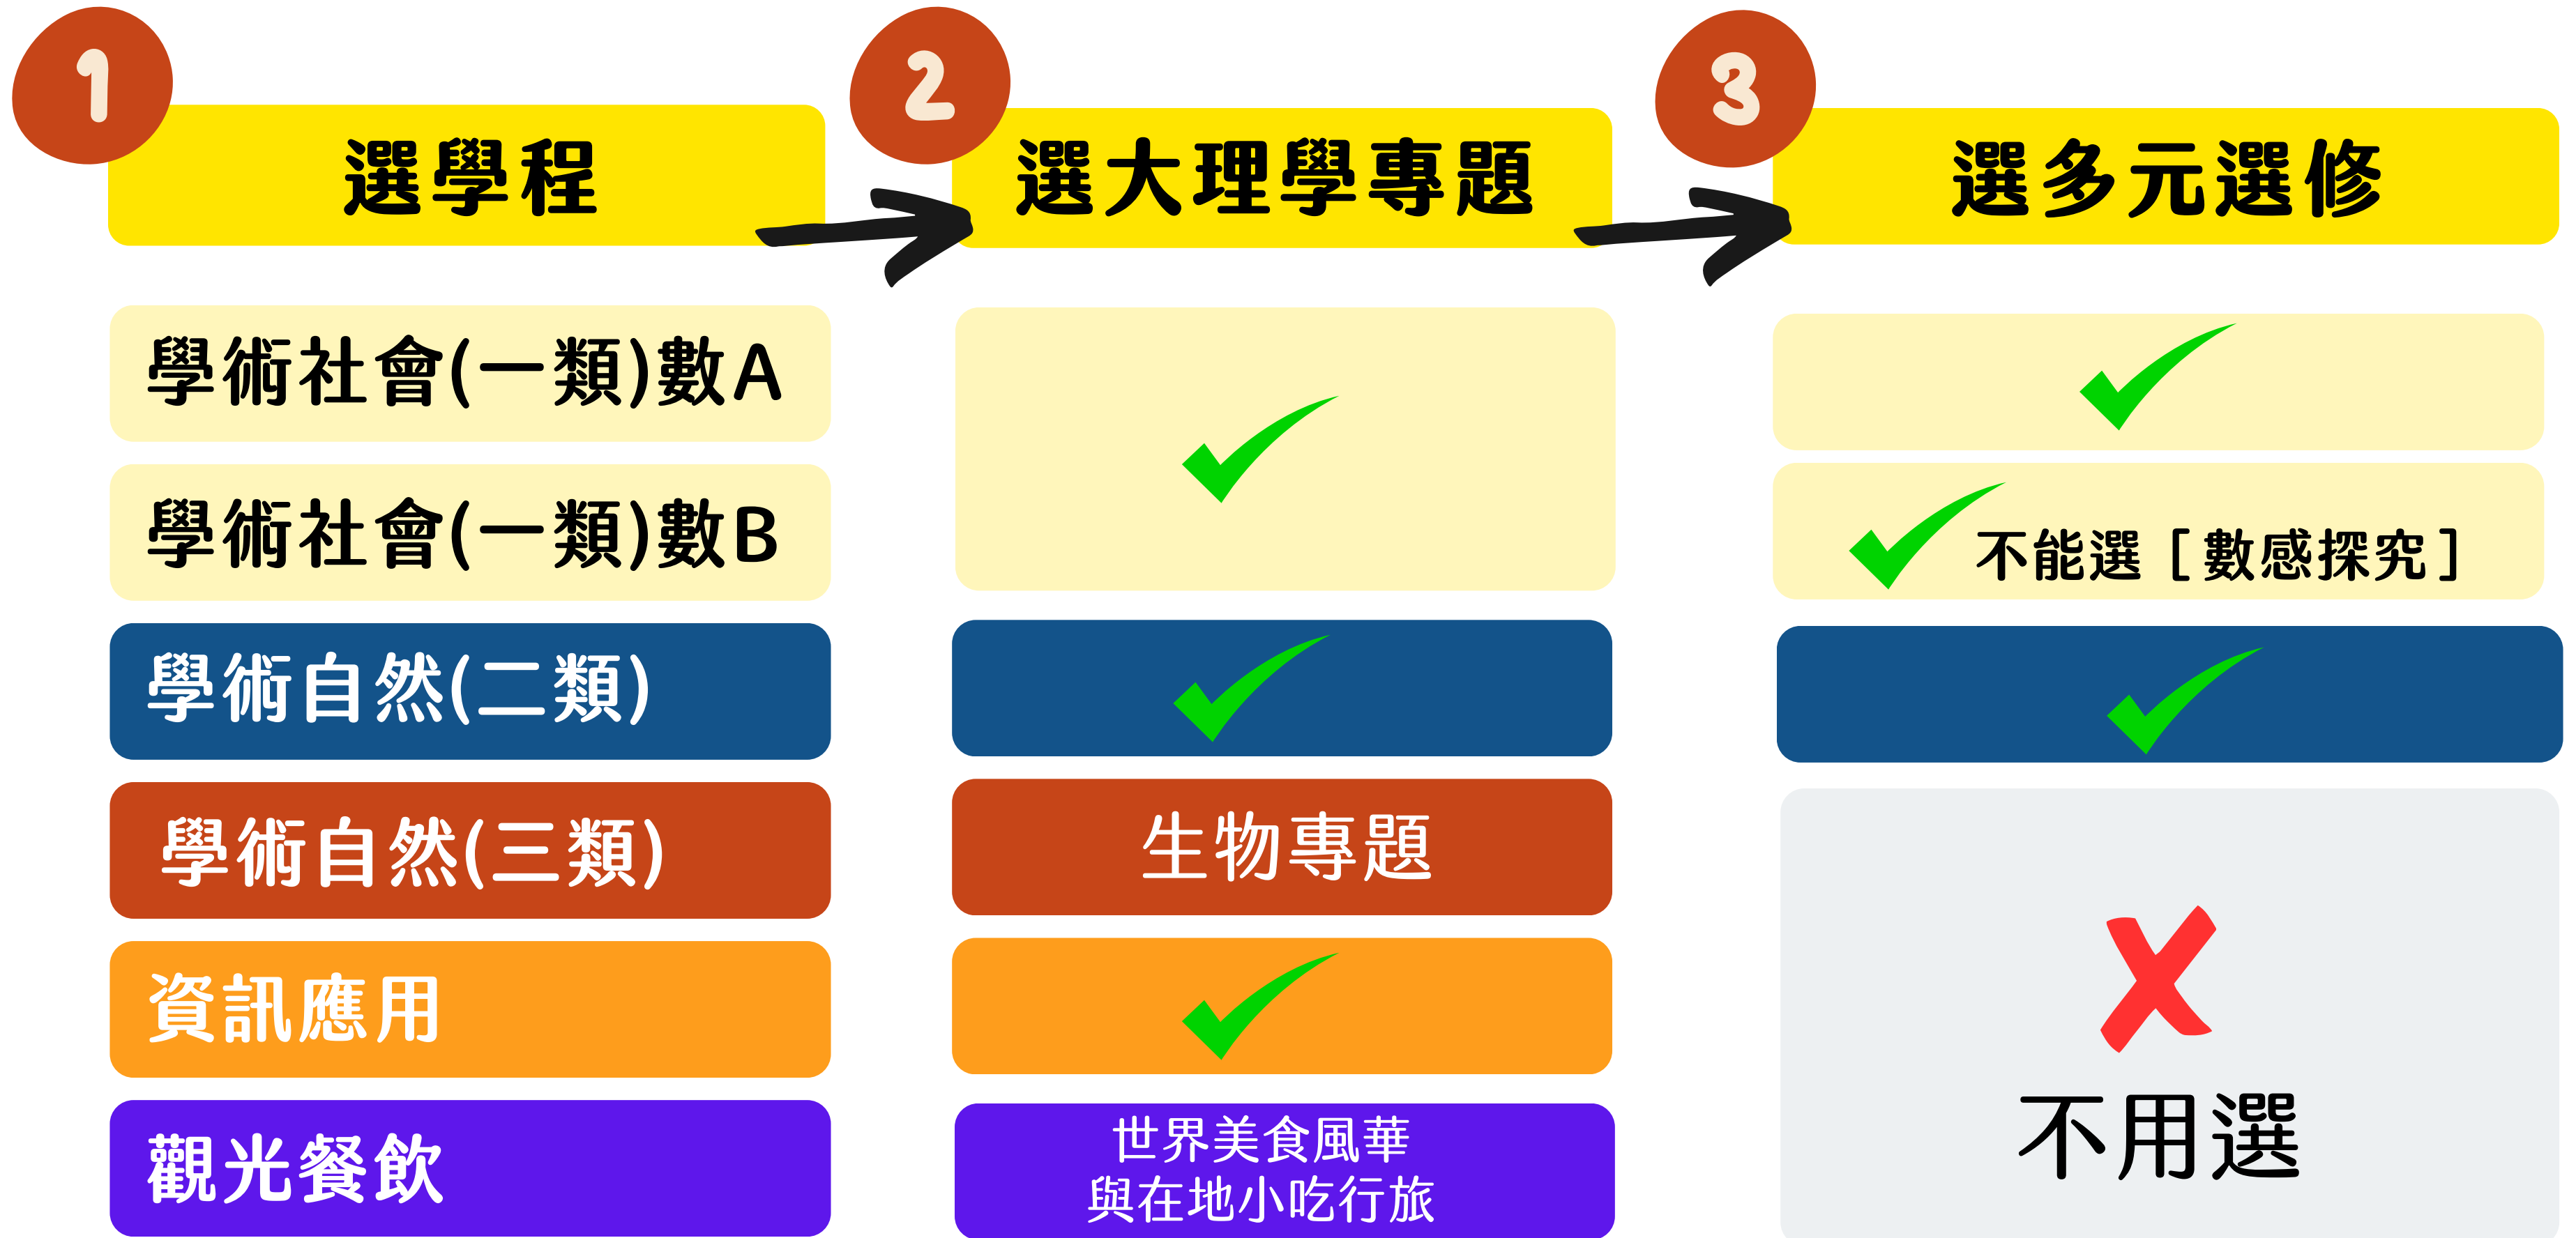 1
選學程
2
選大理學專題
3
選多元選修
學術社會(一類)數A
學術社會(一類)數B
不能選［數感探究］
學術自然(二類)
學術自然(三類)
生物專題
資訊應用
觀光餐飲
世界美食風華
與在地小吃行旅
不用選